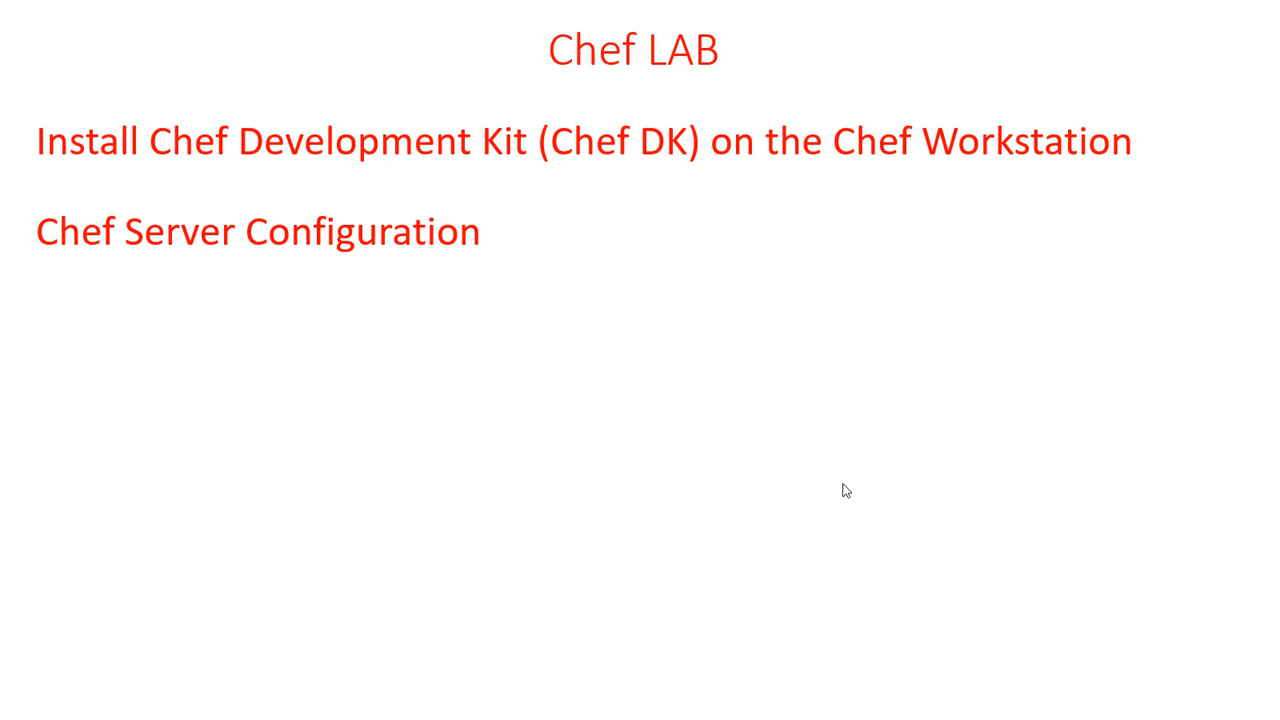 Chef LAB
Install Chef Development Kit (Chef DK) on the Chef Workstation
Chef Server Configuration